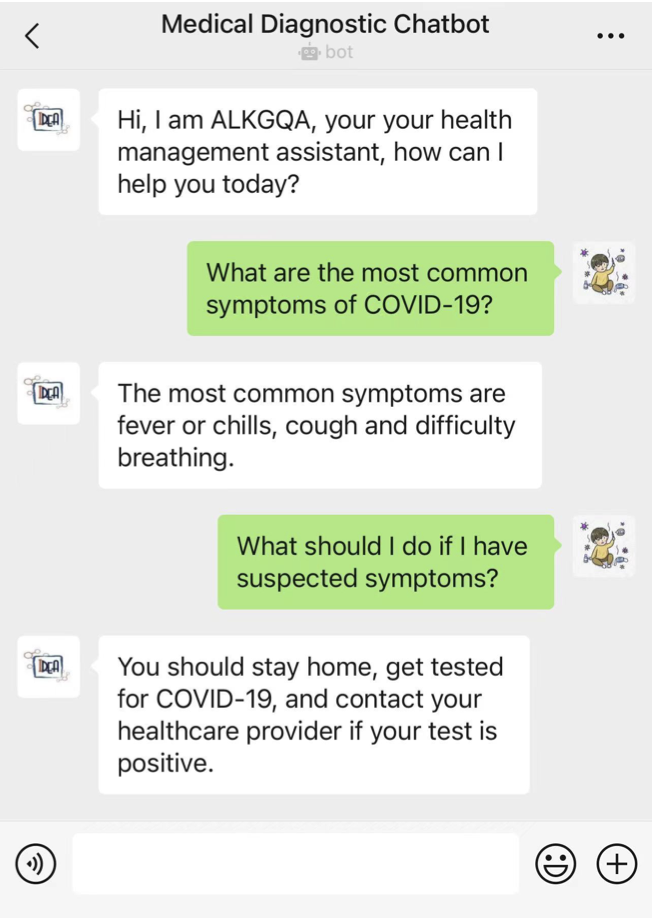 Medical Diagnostic Chatbot
bot
IDEA
Hi, I am ALKGQA, your your health
management assistant, how can I
help you today?
What are the most common
symptoms of COVID-19?
IDEA
The most common symptoms are
fever or chills, cough and difficulty
breathing.
What should I do if I have
suspected symptoms?
IDEA
You should stay home, get tested
for COVID-19, and contact your
healthcare provider if your test is
positive.